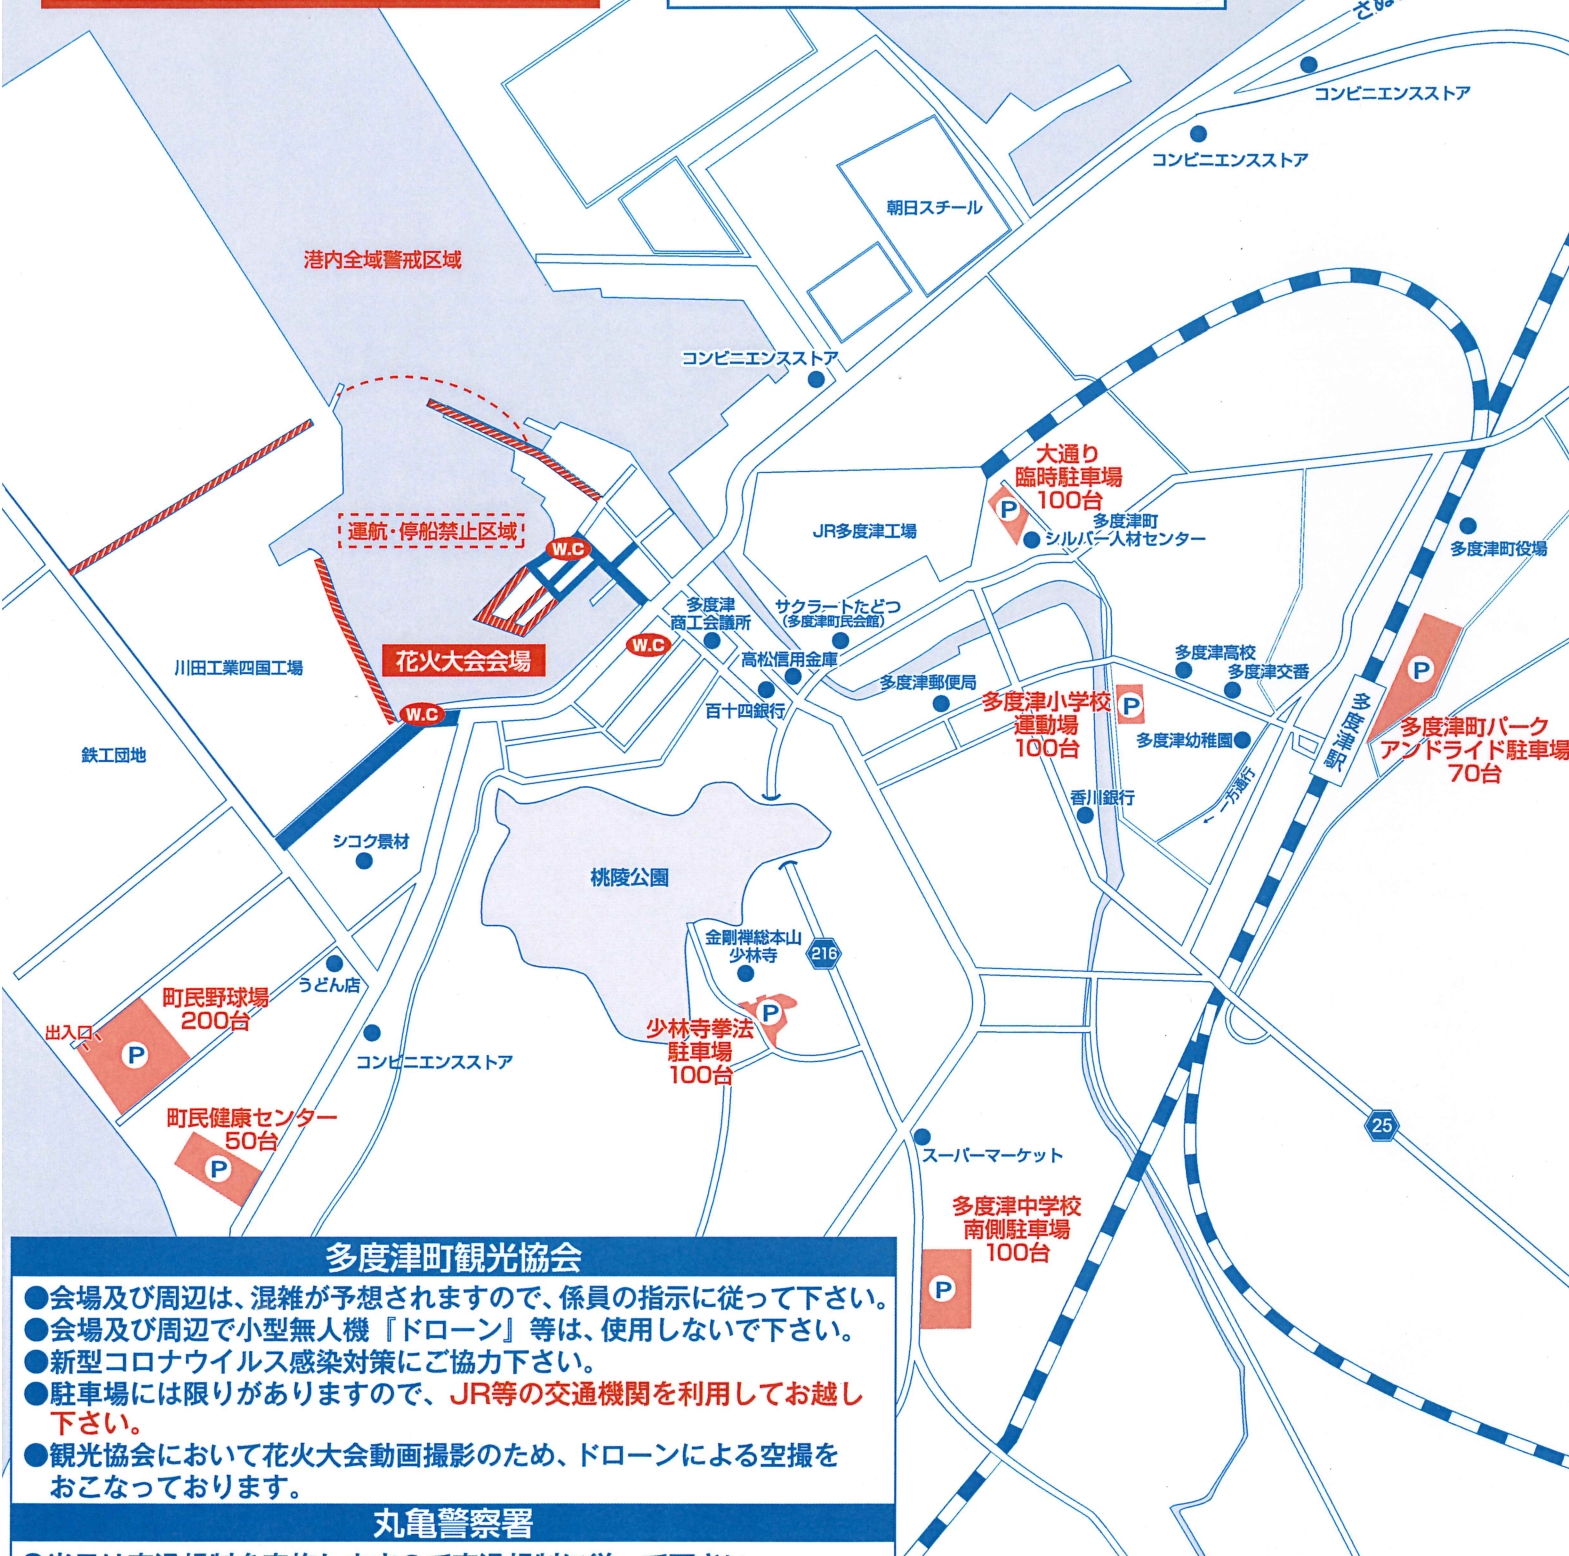 さぬ
コンビニエンスストア
コンビニエンスストア
朝日スチール
港内全域警戒区域
コンビニエンスストア
大通り
臨時駐車場
100台
P
多度津町
シルバー人材センター
JR多度津工場
運航・停船禁止区域
W.C
多度津町役場
多度津
商工会議所
サクラートたどつ
(多度津町民会館)
W.C
高松信用金庫
花火大会会場
川田工業四国工場
多度津高校
多度津交番
P
多度津郵便局
百十四銀行
多度津小学校
運動場
100台
P
W.C
多度津幼稚園
多度津駅
多度津町パーク
アンドライド駐車場
70台
鉄工団地
←一方通行
香川銀行
シコク景材
桃陵公園
金剛禅総本山
少林寺
216
うどん店
町民野球場
200台
出入口
P
少林寺拳法
駐車場
100台
P
コンビニエンスストア
町民健康センター
50台
P
25
スーパーマーケット
多度津中学校
南側駐車場
100台
P
多度津町観光協会
●会場及び周辺は、混雑が予想されますので、係員の指示に従って下さい。
●会場及び周辺で小型無人機『ドローン』等は、使用しないで下さい。
●新型コロナウイルス感染対策にご協力下さい。
●駐車場には限りがありますので、JR等の交通機関を利用してお越し
下さい。
●観光協会において花火大会動画撮影のため、ドローンによる空撮を
おこなっております。
丸亀警察署